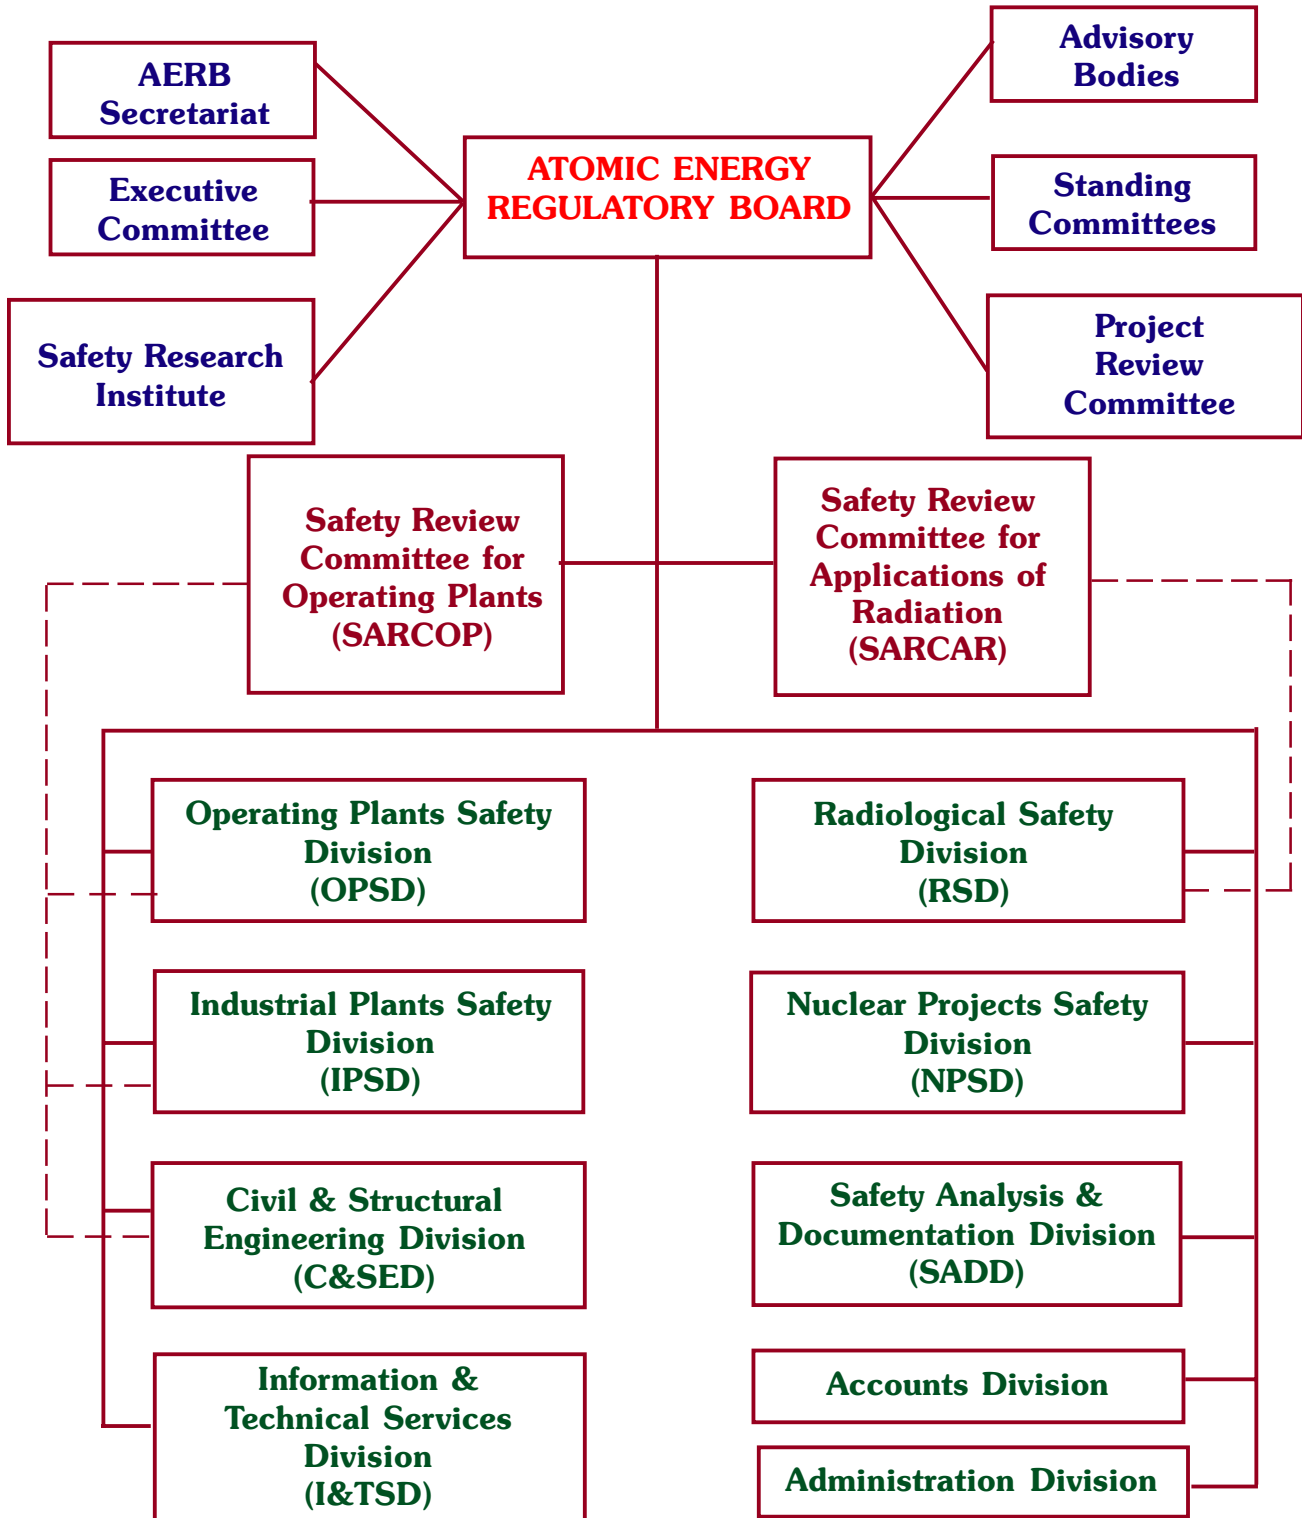 AERB
Secretariat
Advisory
Bodies
ATOMIC ENERGY
REGULATORY BOARD
Executive
Committee
Standing
Committees
Safety Research
Institute
Project
Review
Committee
Safety Review
Committee for
Operating Plants
(SARCOP)
Safety Review
Committee for
Applications of
Radiation
(SARCAR)
Operating Plants Safety
Division
(OPSD)
Radiological Safety
Division
(RSD)
Industrial Plants Safety
Division
(IPSD)
Nuclear Projects Safety
Division
(NPSD)
Civil & Structural
Engineering Division
(C&SED)
Safety Analysis &
Documentation Division
(SADD)
Information &
Technical Services
Division
(I&TSD)
Accounts Division
Administration Division